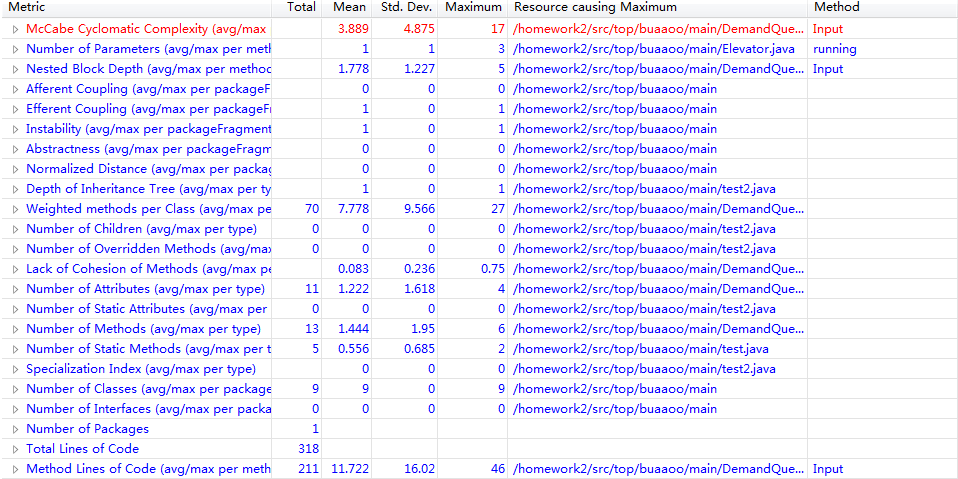 Metric Total Mean Std. Dev. Maximum Resource causing Maximum Method
McCabe Cyclomatic Complexity (avg/max 3.889 4.875 17 /homework2/src/top/buaaoo/main/DemandQue... Input
Number of Parameters (avg/max per meth 1 1 3 /homework2/src/top/buaaoo/main/Elevator.java running
Nested Block Depth (avg/max per methoc 1.778 1.227 5 /homework2/src/top/buaaoo/main/DemandQue... Input
Afferent Coupling (avg/max per packageF 0 0 0 /homework2/src/top/buaaoo/main
Efferent Coupling (avg/max per packageFi 1 0 1 /homework2/src/top/buaaoo/main
Instability (avg/max per packageFragment 1 0 1 /homework2/src/top/buaaoo/main
Abstractness (avg/max per packageFragm 0 0 0 /homework2/src/top/buaaoo/main
Normalized Distance (avg/max per packag 0 0 0 /homework2/src/top/buaaoo/main
Depth of Inheritance Tree (avg/max per ty 1 0 1 /homework2/src/top/buaaoo/main/test2.java
Weighted methods per Class (avg/max pe 70 7.778 9.566 27 /homework2/src/top/buaaoo/main/DemandQue...
Number of Children (avg/max per type) 0 0 0 0 /homework2/src/top/buaaoo/main/test2.java
Number of Overridden Methods (avg/max 0 0 0 0 /homework2/src/top/buaaoo/main/test2.java
Lack of Cohesion of Methods (avg/max pe 0.083 0.236 0.75 /homework2/src/top/buaaoo/main/DemandQue...
Number of Attributes (avg/max per type) 11 1.222 1.618 4 /homework2/src/top/buaaoo/main/DemandQue...
Number of Static Attributes (avg/max per 0 0 0 0 /homework2/src/top/buaaoo/main/test2.java
Number of Methods (avg/max per type) 13 1.444 1.95 6 /homework2/src/top/buaaoo/main/DemandQue...
Number of Static Methods (avg/max per t 5 0.556 0.685 2 /homework2/src/top/buaaoo/main/test.java
Specialization Index (avg/max per type) 0 0 0 /homework2/src/top/buaaoo/main/test2.java
Number of Classes (avg/max per package 9 9 0 9 /homework2/src/top/buaaoo/main
Number of Interfaces (avg/max per packa 0 0 0 0 /homework2/src/top/buaaoo/main
Number of Packages 1
Total Lines of Code 318
Method Lines of Code (avg/max per meth 211 11.722 16.02 46 /homework2/src/top/buaaoo/main/DemandQue... Input